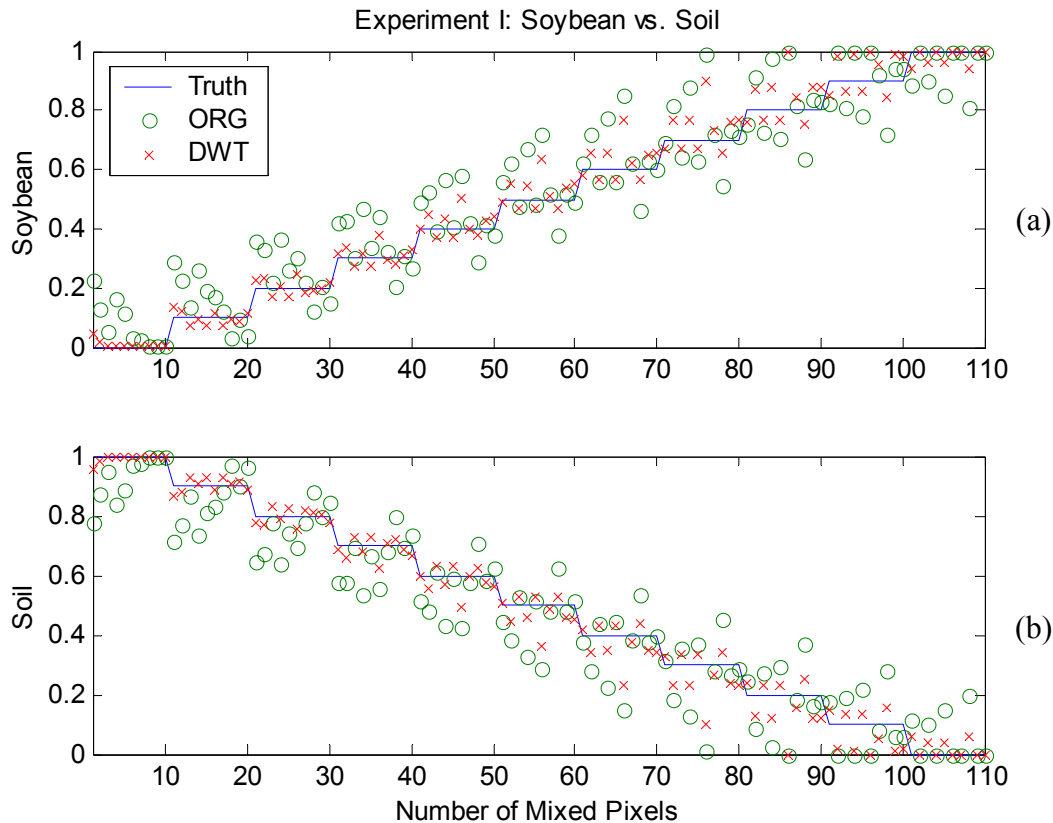 Experiment I: Soybean vs. Soil
1
0.8
0.6
0.4
0.2
0
Soybean
Truth
ORG
DWT
(a)
10 20 30 40 50 60 70 80 90 100 110
1
0.8
0.6
0.4
0.2
0
Soil
(b)
10 20 30 40 50 60 70 80 90 100 110
Number of Mixed Pixels